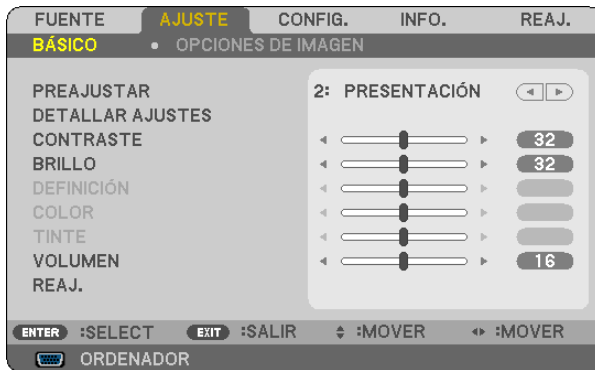 FUENTE AJUSTE CONFIG. INFO. REAJ.
BÁSICO • OPCIONES DE IMAGEN
PREAJUSTAR 2: PRESENTACIÓN
DETALLAR AJUSTES
CONTRASTE 32
BRILLO 32
DEFINICIÓN
COLOR
TINTE
VOLUMEN 16
REAJ.
ENTER :SELECT EXIT :SALIR :MOVER :MOVER
ORDENADOR